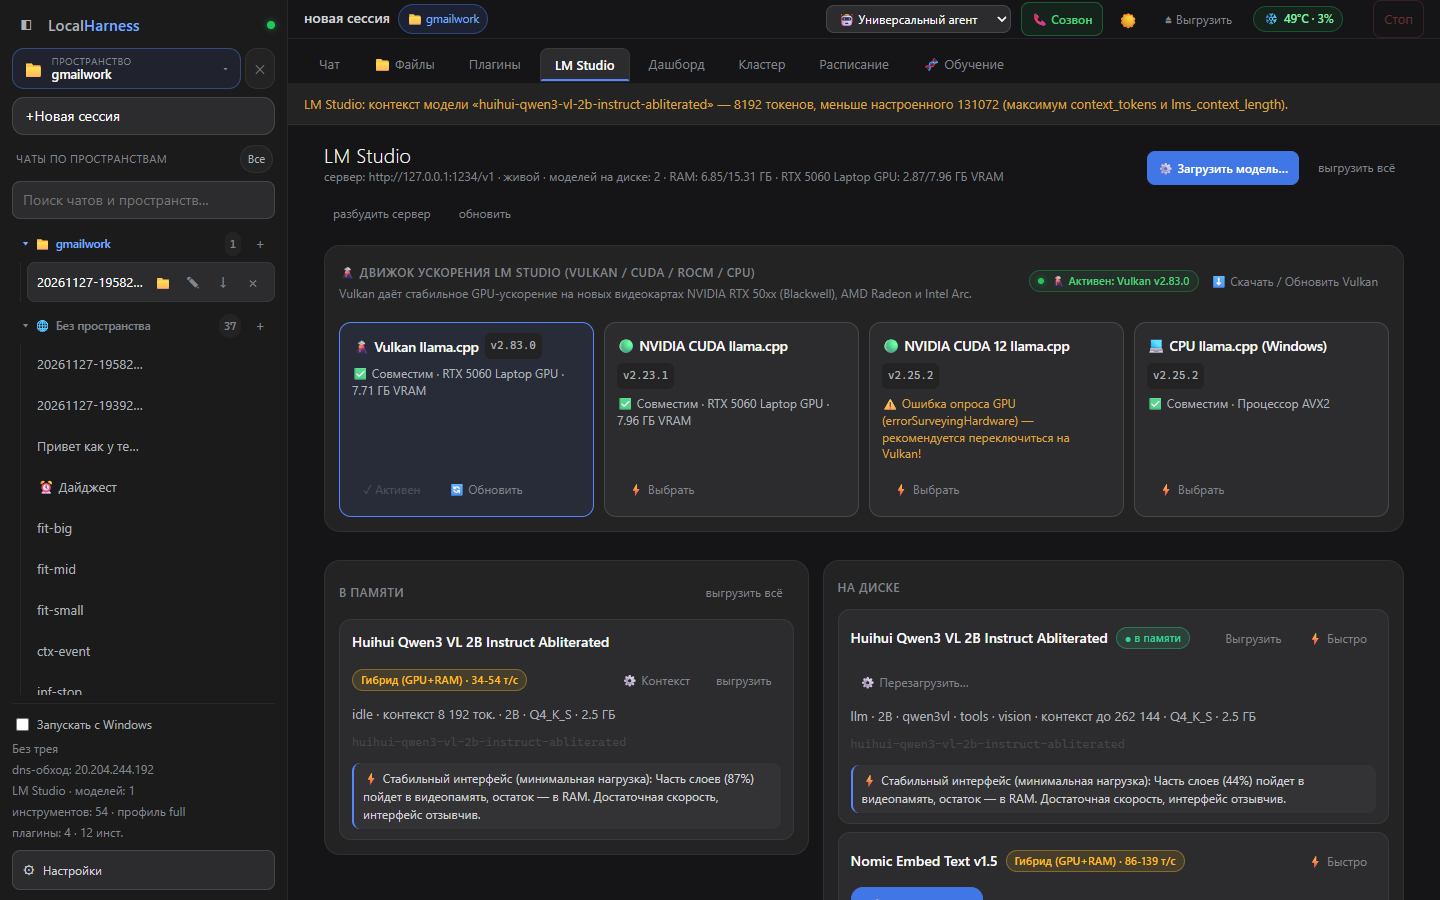 LocalHarness
ПРОСТРАНСТВО
gmailwork
+Новая сессия
ЧАТЫ ПО ПРОСТРАНСТВАМ
Все
Поиск чатов и пространств...
gmailwork
1
+
20261127-19582...
Без пространства
37
+
20261127-19582...
20261127-19392...
Привет как у те...
Дайджест
fit-big
fit-mid
fit-small
ctx-event
inf-stop
Запускать с Windows
Без трея
dns-обход: 20.204.244.192
LM Studio · моделей: 1
инструментов: 54 · профиль full
плагины: 4 · 12 инст.
Настройки
новая сессия
gmailwork
Универсальный агент
Созвон
Выгрузить
49°C · 3%
Стоп
Чат
Файлы
Плагины
LM Studio
Дашборд
Кластер
Расписание
Обучение
LM Studio: контекст модели «huihui-qwen3-vl-2b-instruct-abliterated» — 8192 токенов, меньше настроенного 131072 (максимум context_tokens и lms_context_length).
LM Studio
сервер: http://127.0.0.1:1234/v1 · живой · моделей на диске: 2 · RAM: 6.85/15.31 ГБ · RTX 5060 Laptop GPU: 2.87/7.96 ГБ VRAM
Загрузить модель...
выгрузить всё
разбудить сервер
обновить
ДВИЖОК УСКОРЕНИЯ LM STUDIO (VULKAN / CUDA / ROCM / CPU)
Vulkan даёт стабильное GPU-ускорение на новых видеокартах NVIDIA RTX 50xx (Blackwell), AMD Radeon и Intel Arc.
Активен: Vulkan v2.83.0
Скачать / Обновить Vulkan
Vulkan llama.cpp v2.83.0
Совместим · RTX 5060 Laptop GPU ·
7.71 ГБ VRAM
✓ Активен
Обновить
NVIDIA CUDA llama.cpp
v2.23.1
Совместим · RTX 5060 Laptop GPU ·
7.96 ГБ VRAM
Выбрать
NVIDIA CUDA 12 llama.cpp
v2.25.2
Ошибка опроса GPU
(errorSurveyingHardware) —
рекомендуется переключиться на
Vulkan!
Выбрать
CPU llama.cpp (Windows)
v2.25.2
Совместим · Процессор AVX2
Выбрать
В ПАМЯТИ
выгрузить всё
Huihui Qwen3 VL 2B Instruct Abliterated
Гибрид (GPU+RAM) · 34-54 т/с
Контекст
выгрузить
idle · контекст 8 192 ток. · 2B · Q4_K_S · 2.5 ГБ
huihui-qwen3-vl-2b-instruct-abliterated
Стабильный интерфейс (минимальная нагрузка): Часть слоев (87%)
пойдет в видеопамять, остаток — в RAM. Достаточная скорость,
интерфейс отзывчив.
НА ДИСКЕ
Huihui Qwen3 VL 2B Instruct Abliterated
● в памяти
Выгрузить
Быстро
Перезагрузить...
llm · 2B · qwen3vl · tools · vision · контекст до 262 144 · Q4_K_S · 2.5 ГБ
huihui-qwen3-vl-2b-instruct-abliterated
Стабильный интерфейс (минимальная нагрузка): Часть слоев (44%) пойдет в
видеопамять, остаток — в RAM. Достаточная скорость, интерфейс отзывчив.
Nomic Embed Text v1.5
Гибрид (GPU+RAM) · 86-139 т/с
Быстро